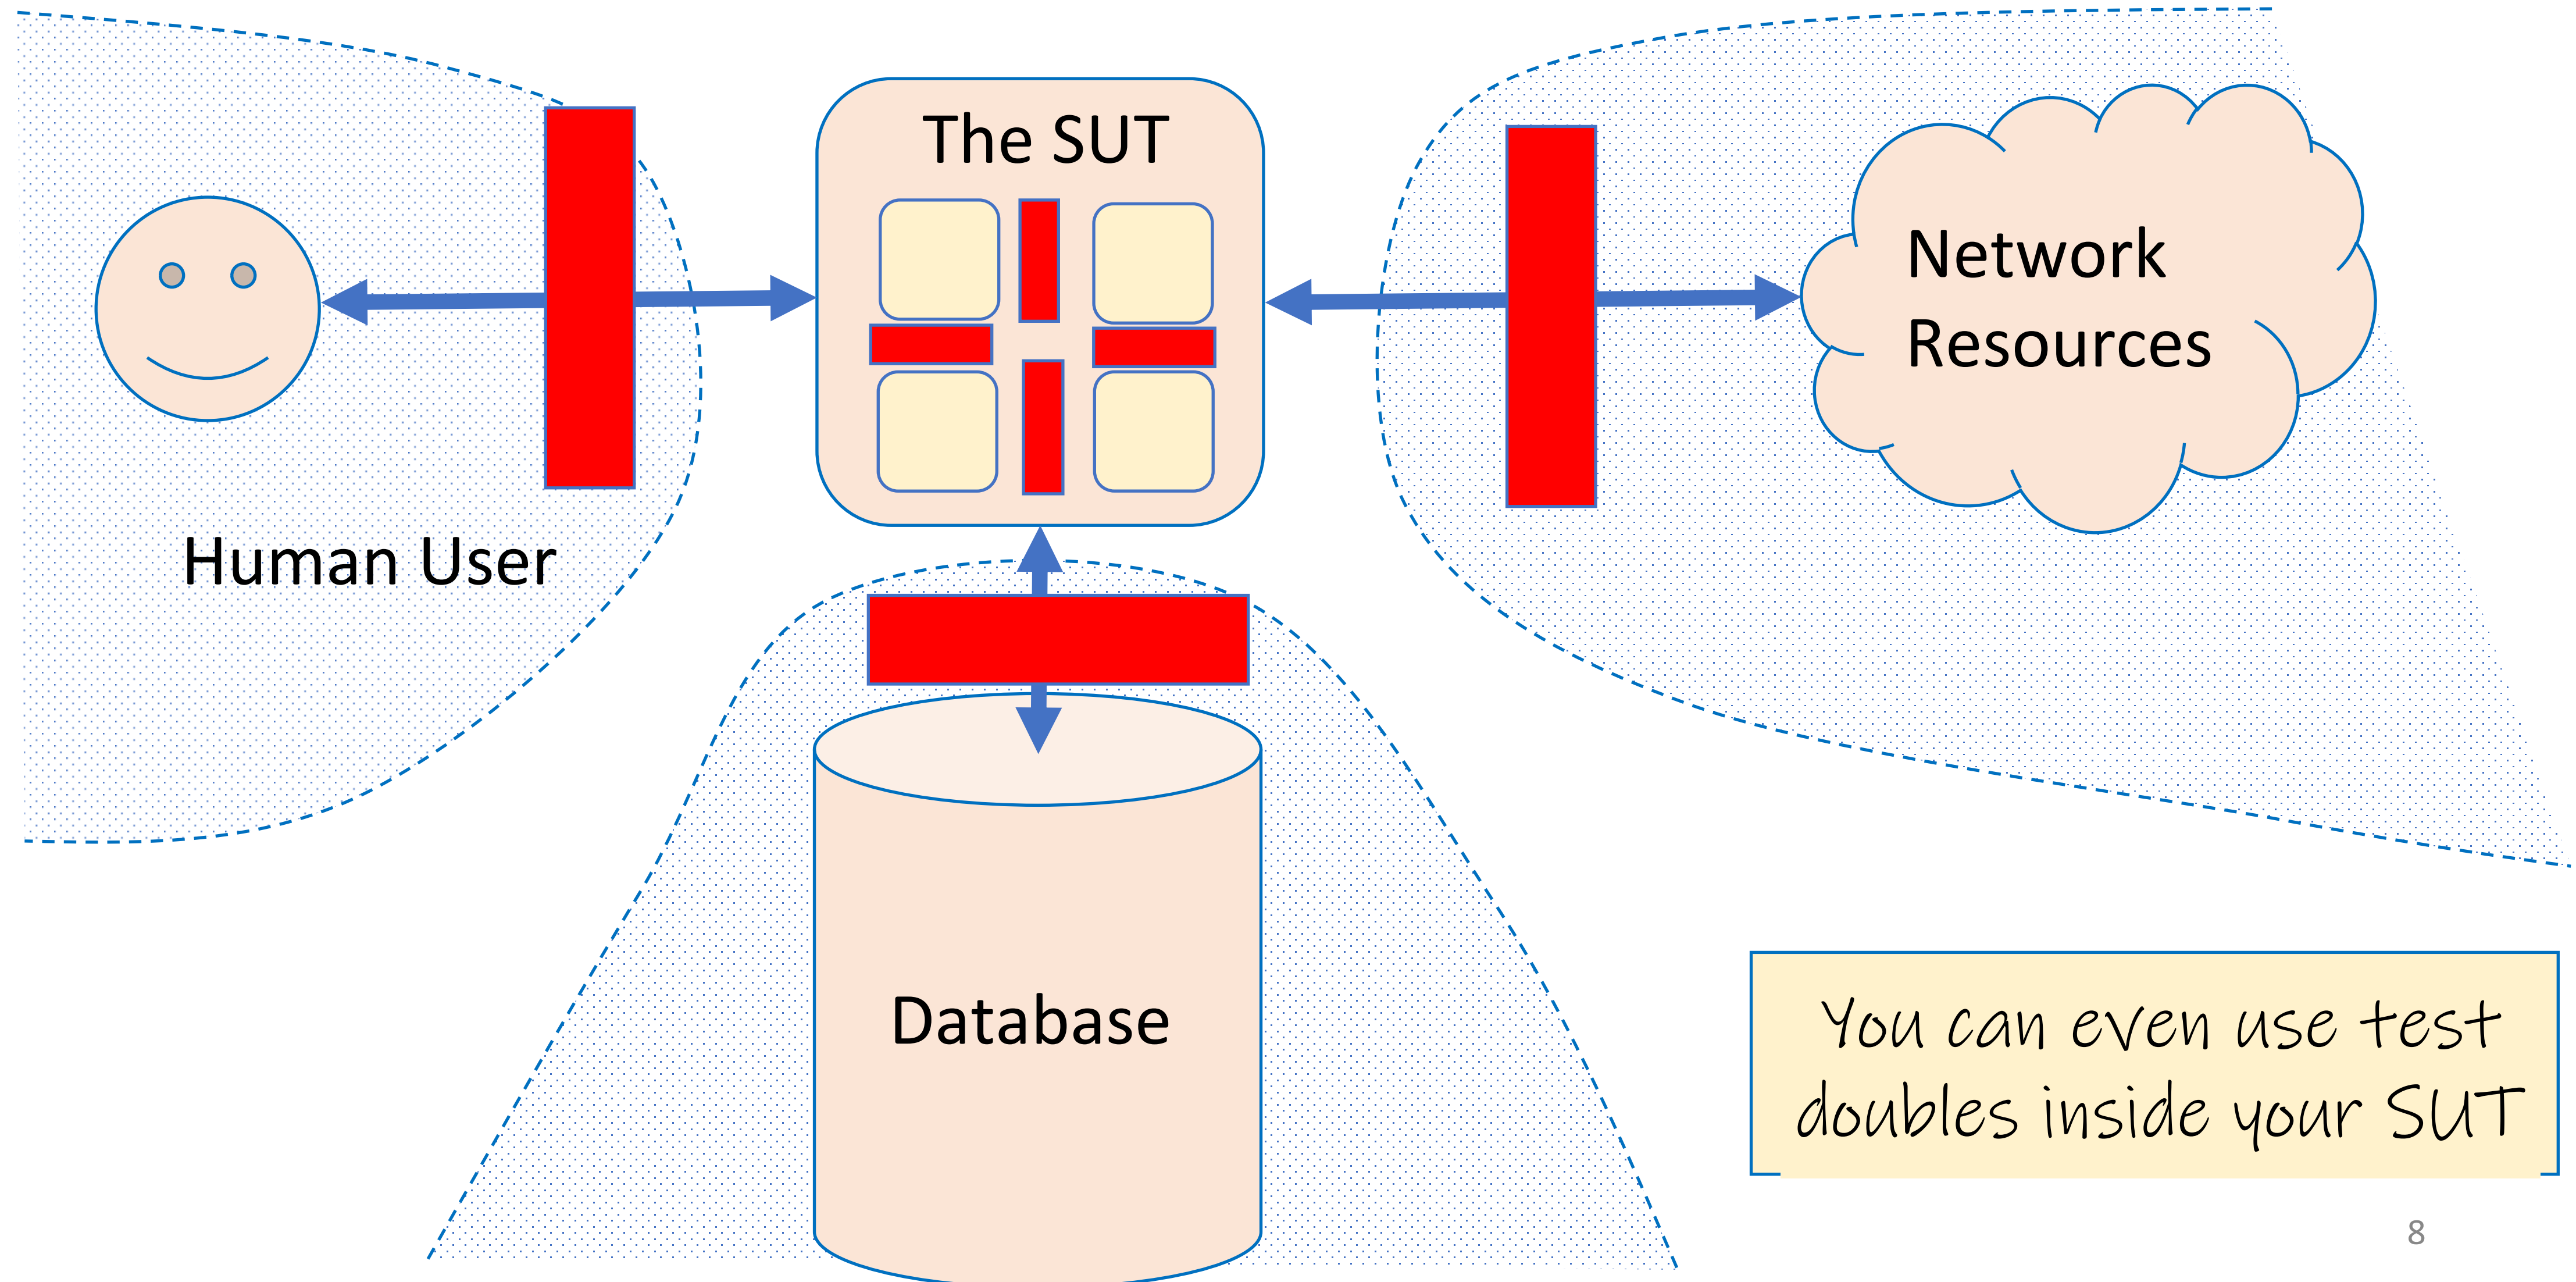 The SUT
Network
Resources
Human User
Database
You can even use test
doubles inside your SUT
8